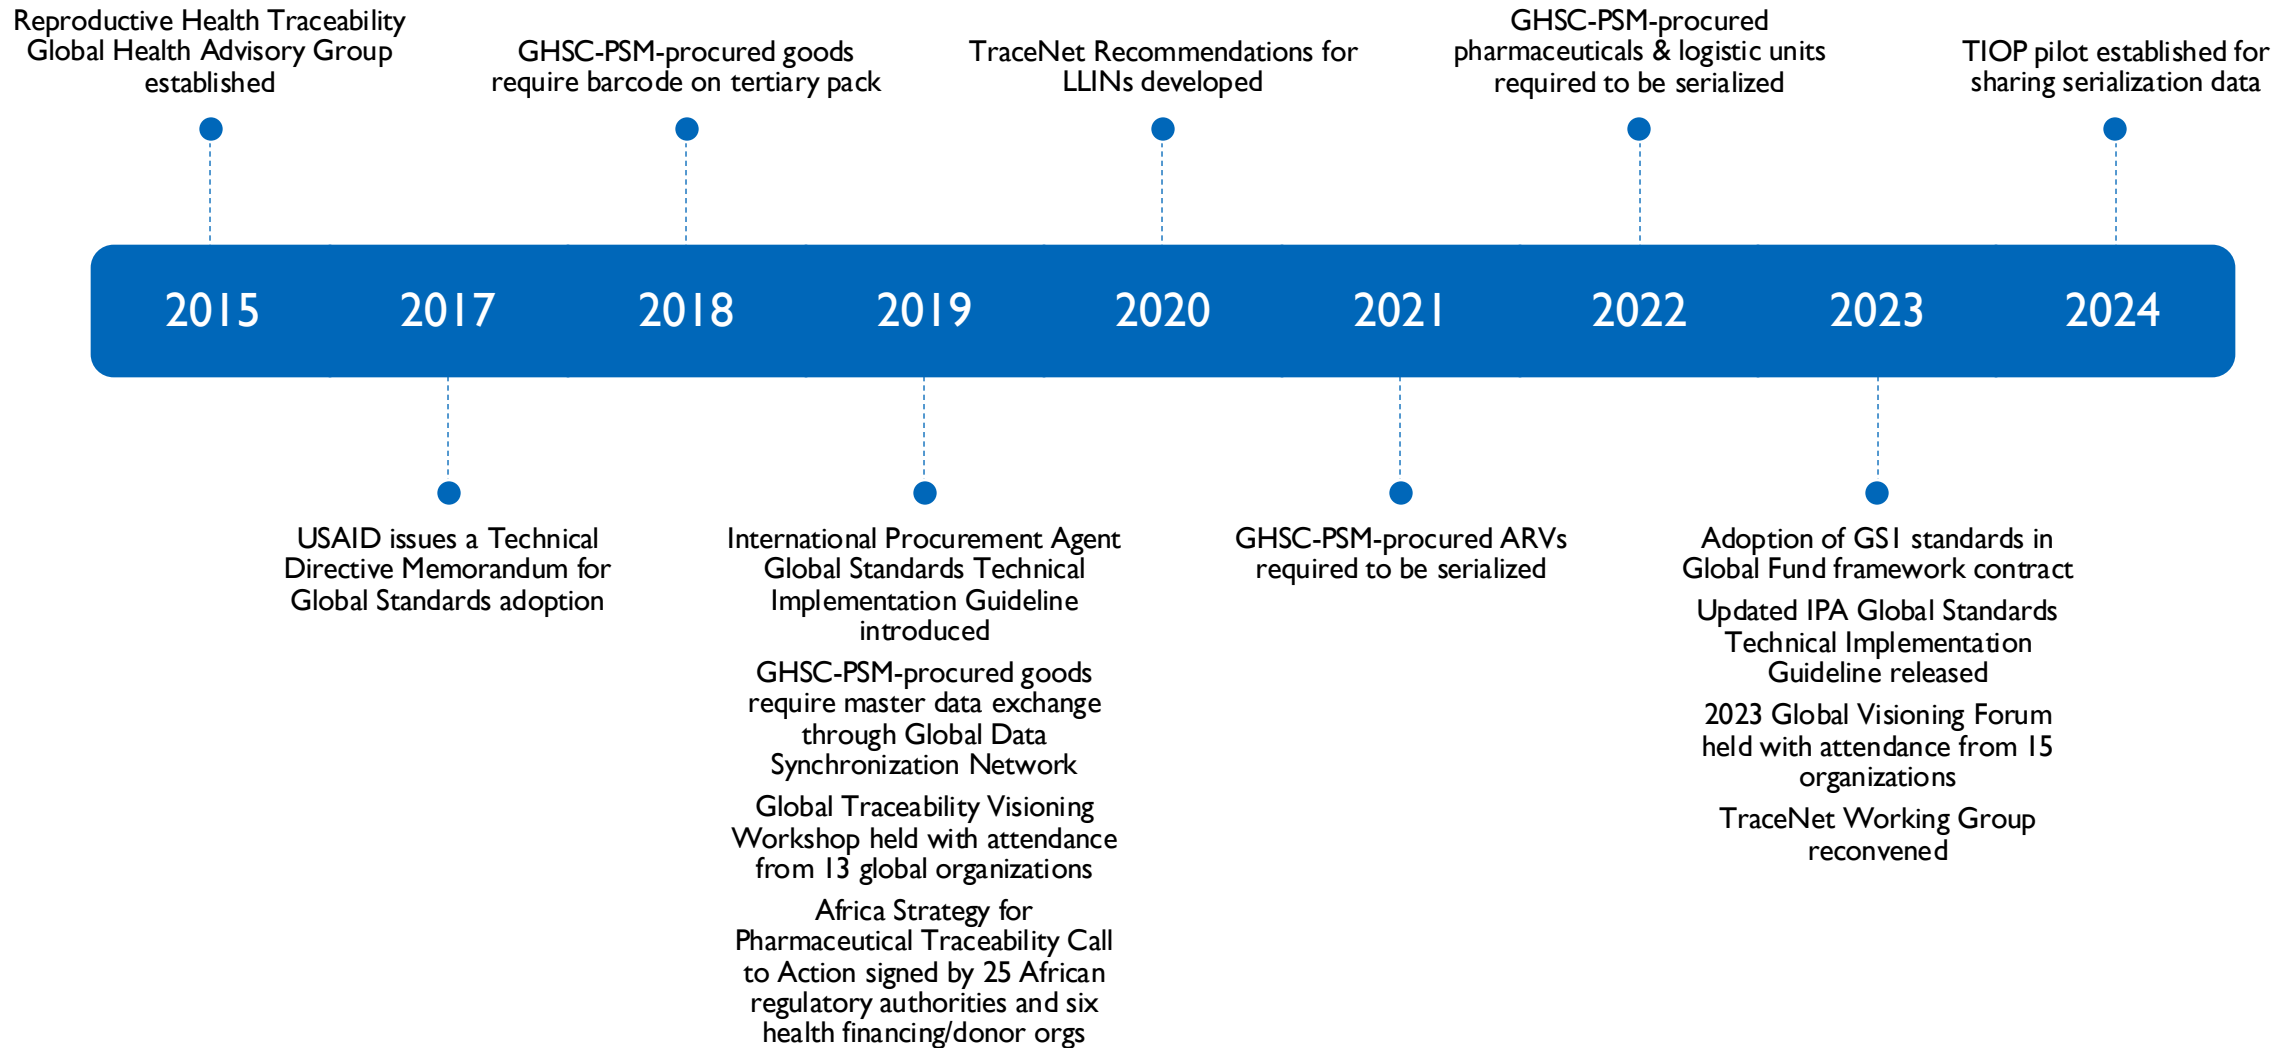 Reproductive Health Traceability
Global Health Advisory Group
established
GHSC-PSM-procured goods
require barcode on tertiary pack
TraceNet Recommendations for
LLINs developed
GHSC-PSM-procured
pharmaceuticals & logistic units
required to be serialized
TIOP pilot established for
sharing serialization data
2015
2017
2018
2019
2020
2021
2022
2023
2024
USAID issues a Technical
Directive Memorandum for
Global Standards adoption
International Procurement Agent
Global Standards Technical
Implementation Guideline
introduced
GHSC-PSM-procured goods
require master data exchange
through Global Data
Synchronization Network
Global Traceability Visioning
Workshop held with attendance
from 13 global organizations
Africa Strategy for
Pharmaceutical Traceability Call
to Action signed by 25 African
regulatory authorities and six
health financing/donor orgs
GHSC-PSM-procured ARVs
required to be serialized
Adoption of GS1 standards in
Global Fund framework contract
Updated IPA Global Standards
Technical Implementation
Guideline released
2023 Global Visioning Forum
held with attendance from 15
organizations
TraceNet Working Group
reconvened